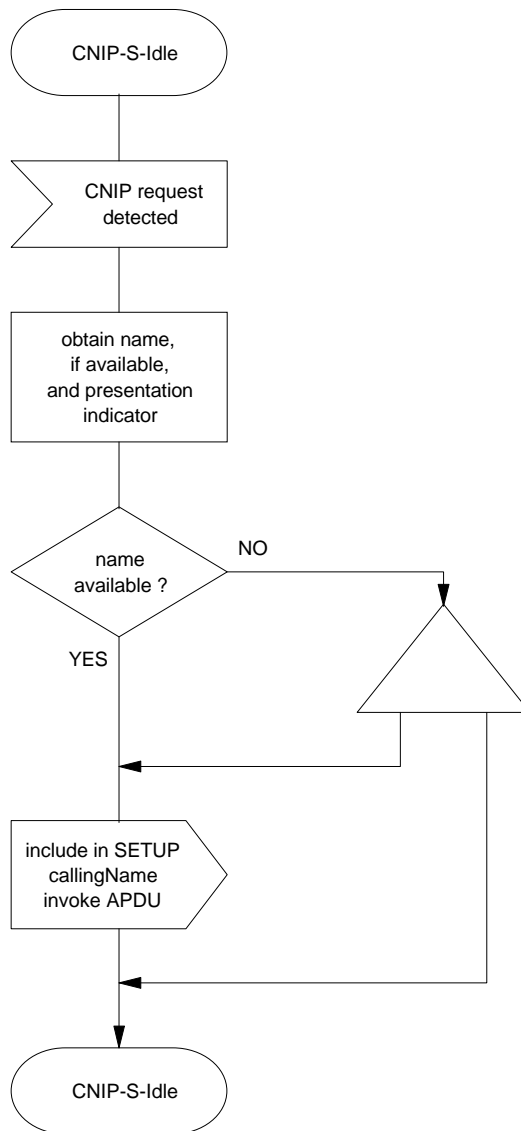 CNIP-S-Idle
CNIP request
detected
obtain name,
if available,
and presentation
indicator
name
available ?
NO
YES
include in SETUP
callingName
invoke APDU
CNIP-S-Idle